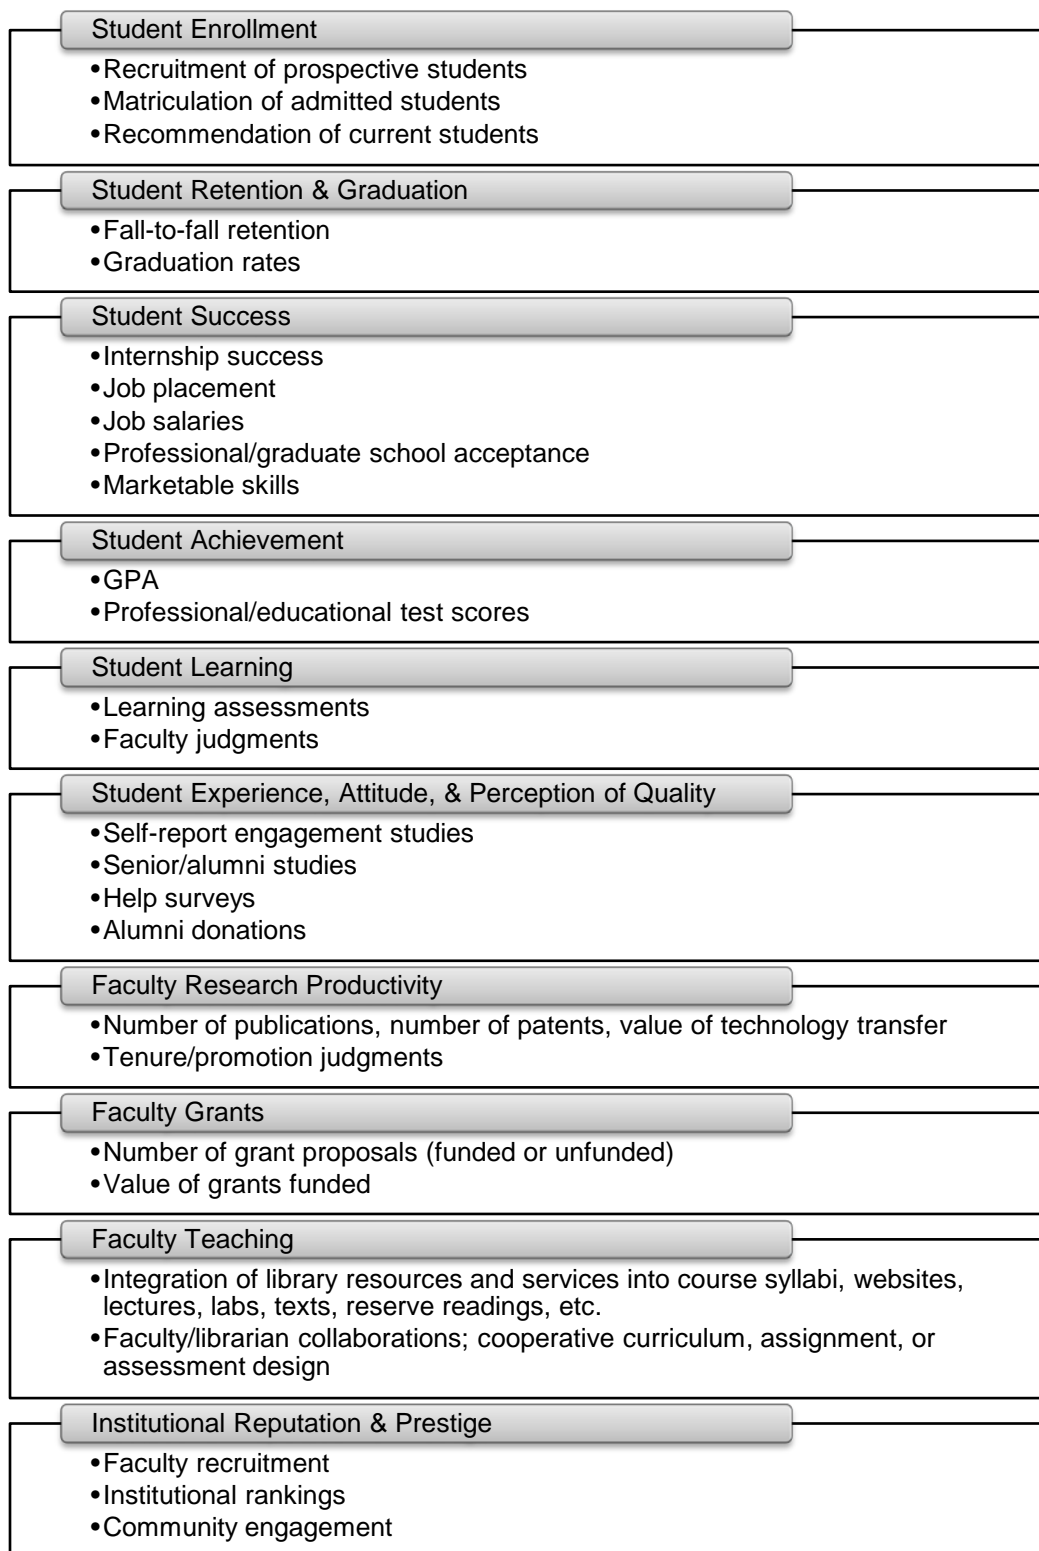 Student Enrollment
•Recruitment of prospective students
•Matriculation of admitted students
•Recommendation of current students
Student Retention & Graduation
•Fall-to-fall retention
•Graduation rates
Student Success
•Internship success
•Job placement
•Job salaries
•Professional/graduate school acceptance
•Marketable skills
Student Achievement
•GPA
•Professional/educational test scores
Student Learning
•Learning assessments
•Faculty judgments
Student Experience, Attitude, & Perception of Quality
•Self-report engagement studies
•Senior/alumni studies
•Help surveys
•Alumni donations
Faculty Research Productivity
•Number of publications, number of patents, value of technology transfer
•Tenure/promotion judgments
Faculty Grants
•Number of grant proposals (funded or unfunded)
•Value of grants funded
Faculty Teaching
•Integration of library resources and services into course syllabi, websites,
lectures, labs, texts, reserve readings, etc.
•Faculty/librarian collaborations; cooperative curriculum, assignment, or
assessment design
Institutional Reputation & Prestige
•Faculty recruitment
•Institutional rankings
•Community engagement